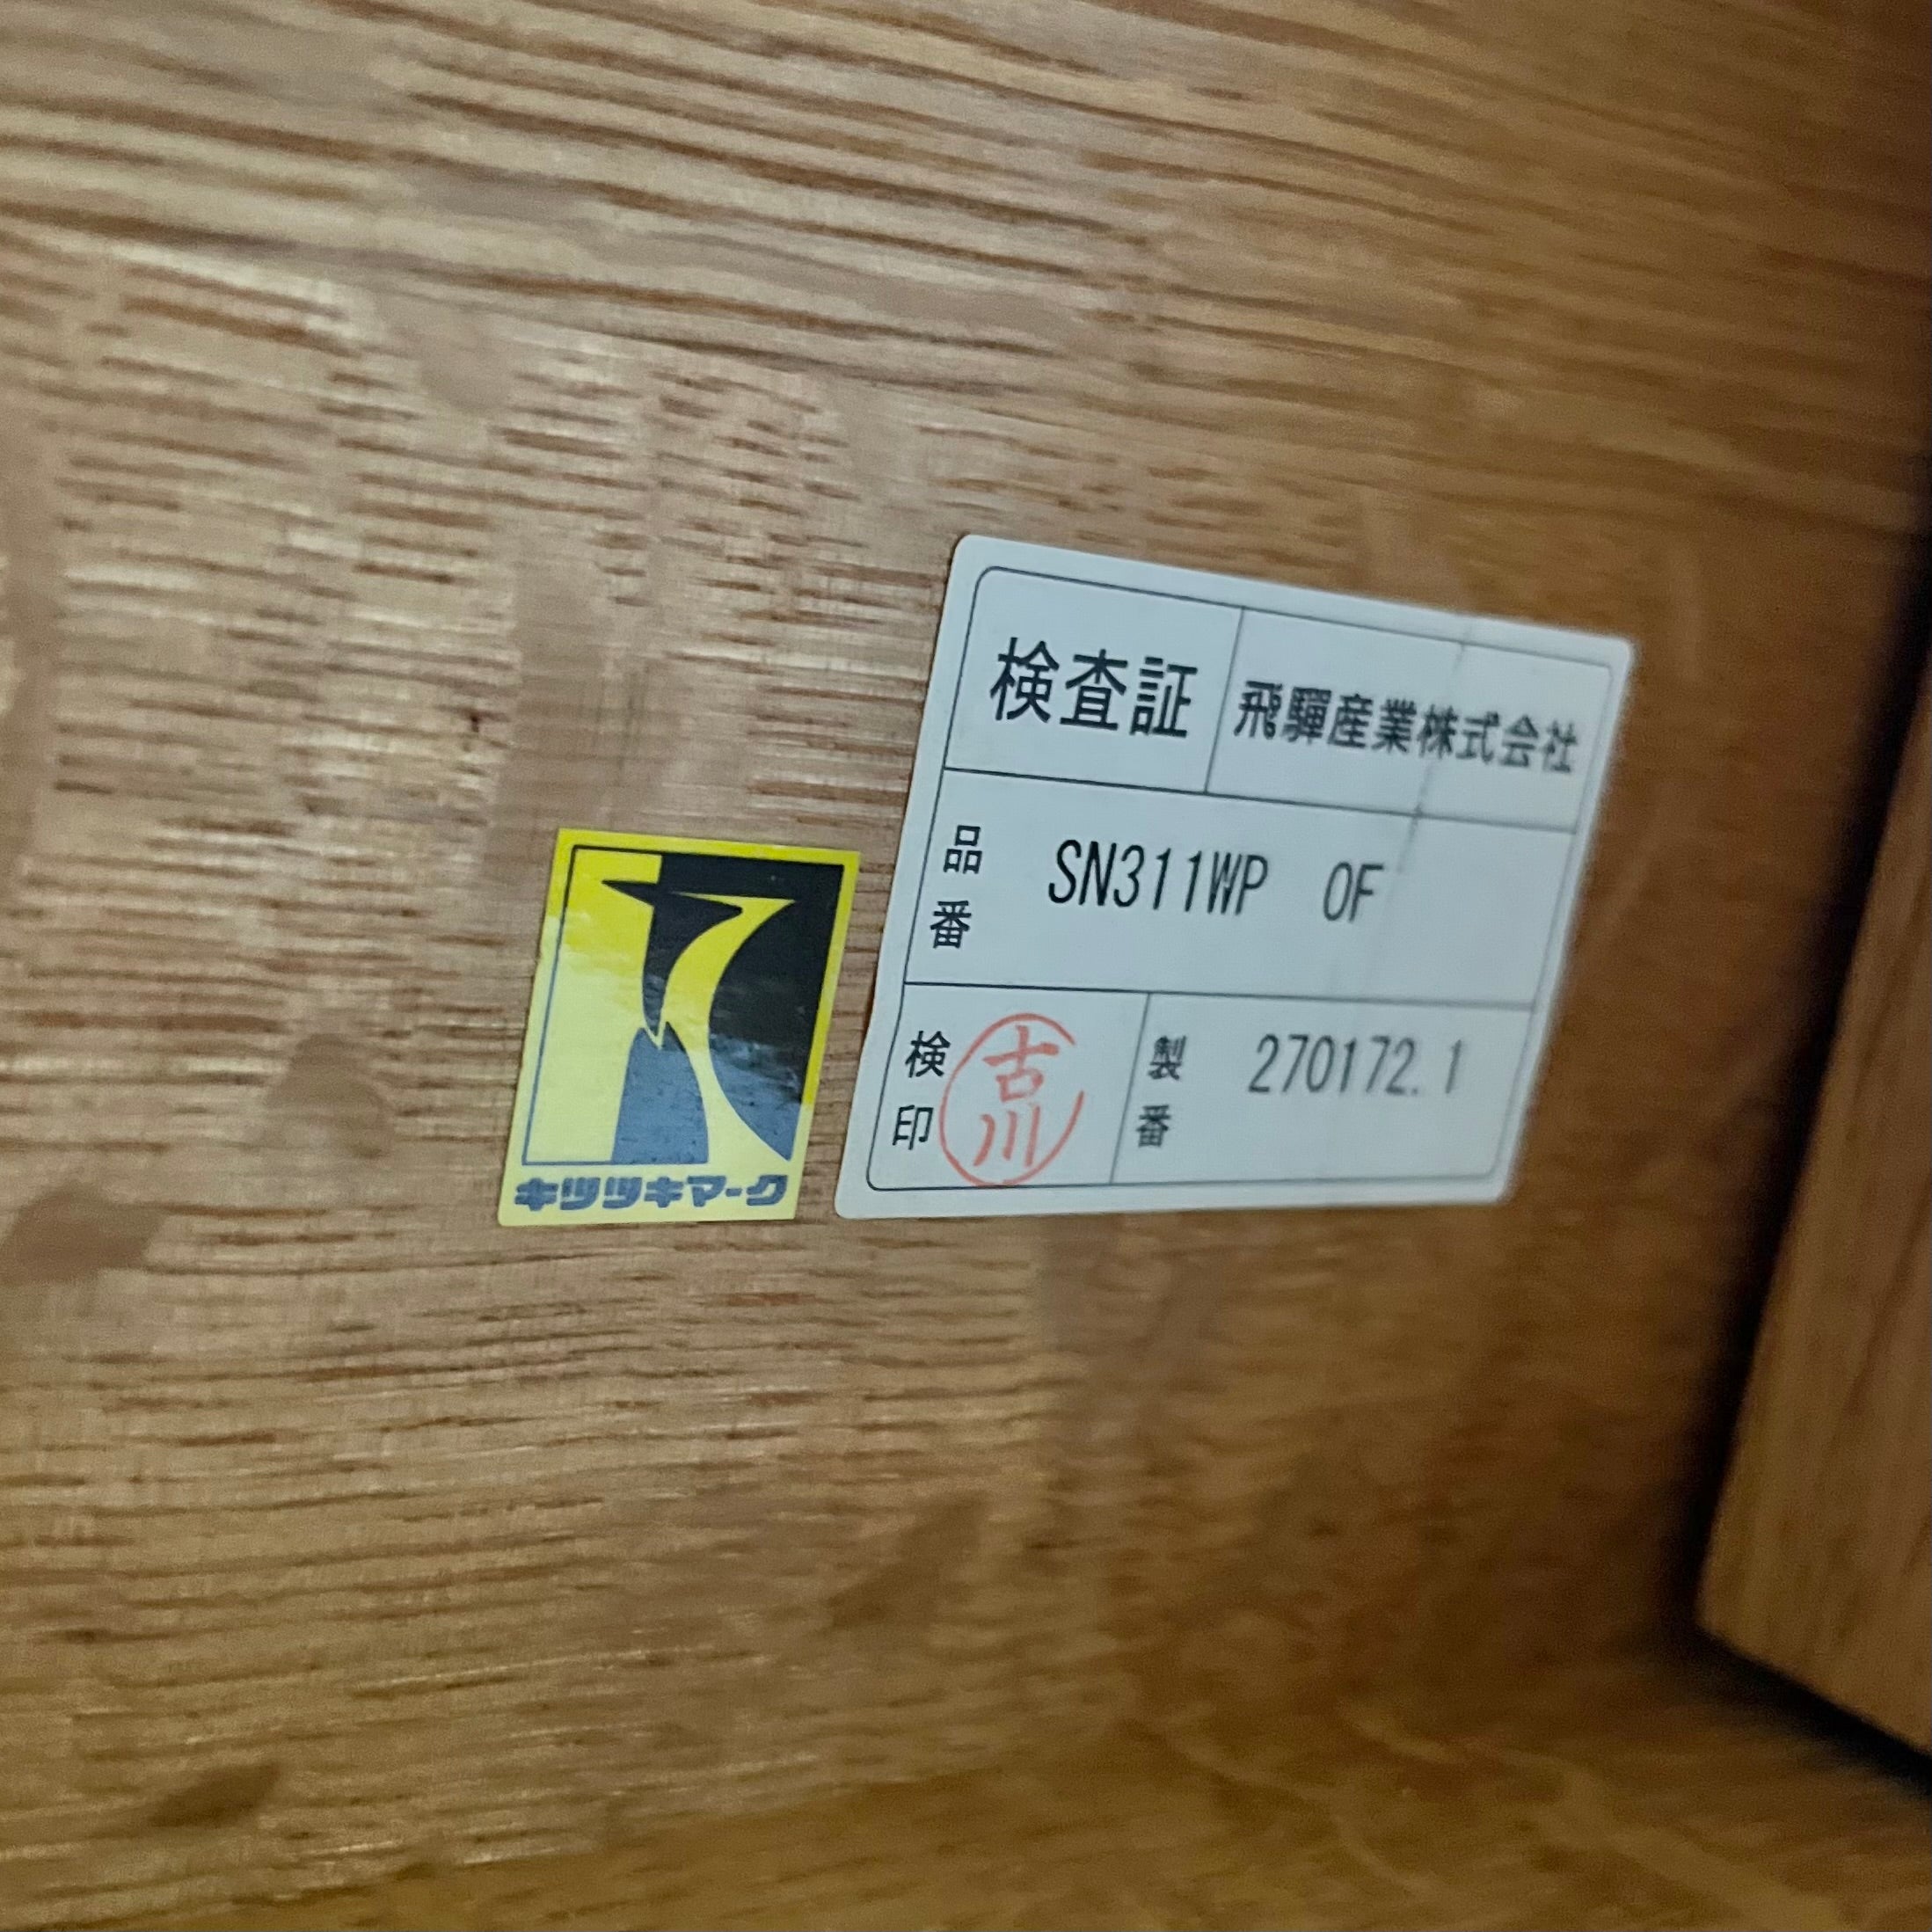 検査証 飛騨産業株式会社
品番 SN311WP OF
検印 古川 製番 270172.1
キツツキマーク